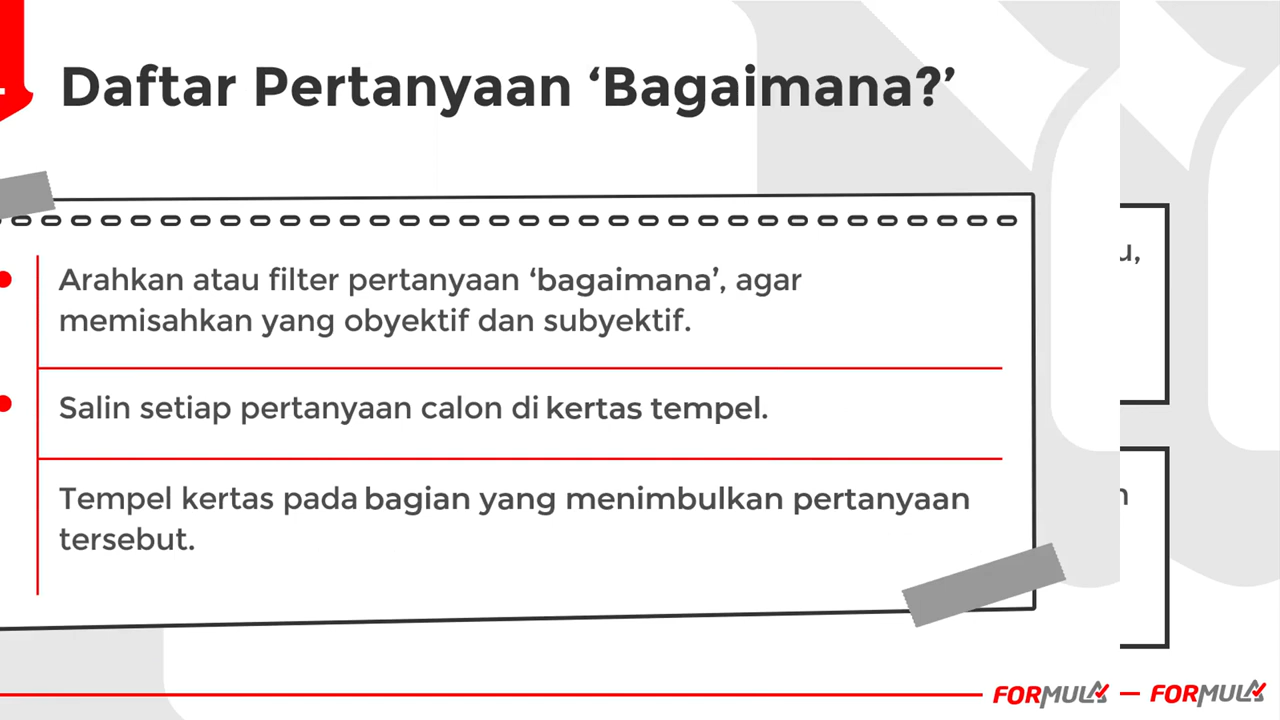 Daftar Pertanyaan ‘Bagaimana?’
Arahkan atau filter pertanyaan ‘bagaimana’, agar
memisahkan yang obyektif dan subyektif.
Salin setiap pertanyaan calon di kertas tempel.
Tempel kertas pada bagian yang menimbulkan pertanyaan
tersebut.
FORMULA
FORMULA